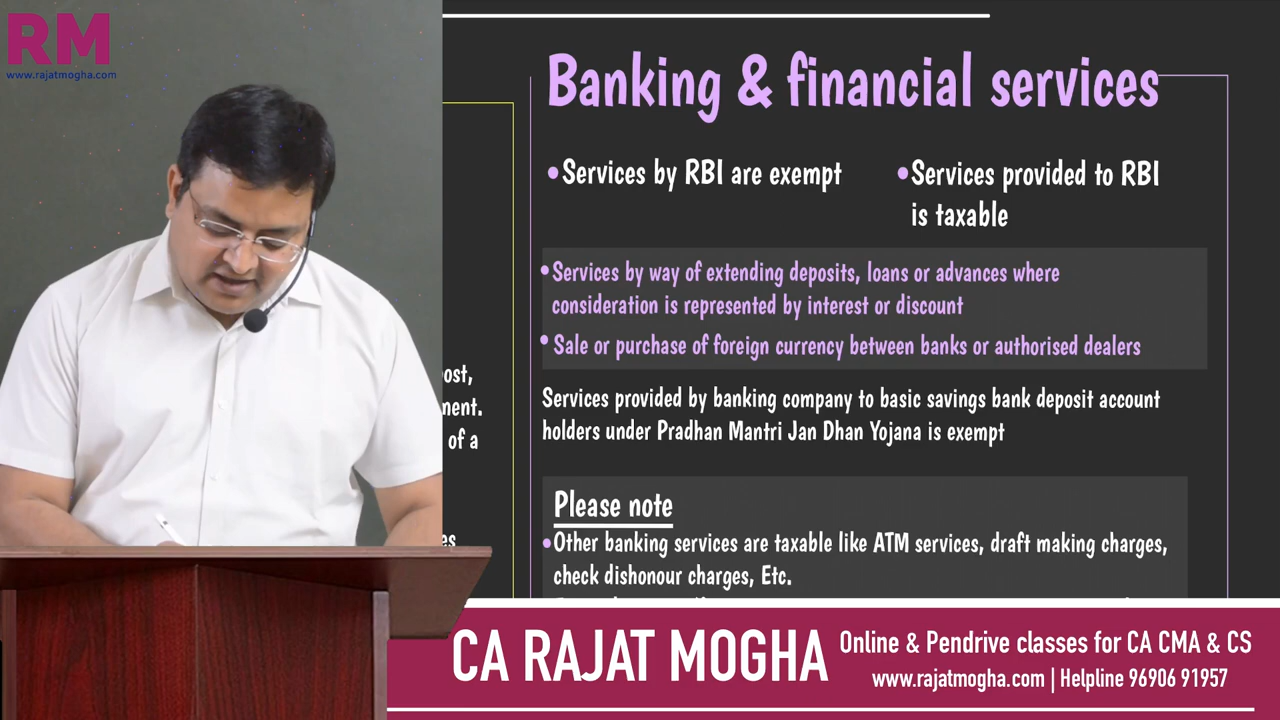 RM
www.rajatmogha.com
Banking & financial services
•Services by RBI are exempt
•Services provided to RBI
is taxable
•Services by way of extending deposits, loans or advances where
consideration is represented by interest or discount
• Sale or purchase of foreign currency between banks or authorised dealers
Services provided by banking company to basic savings bank deposit account
holders under Pradhan Mantri Jan Dhan Yojana is exempt
Please note
•Other banking services are taxable like ATM services, draft making charges,
check dishonour charges, Etc.
of a
CA RAJAT MOGHA
Online & Pendrive classes for CA CMA & CS
www.rajatmogha.com | Helpline 96906 91957